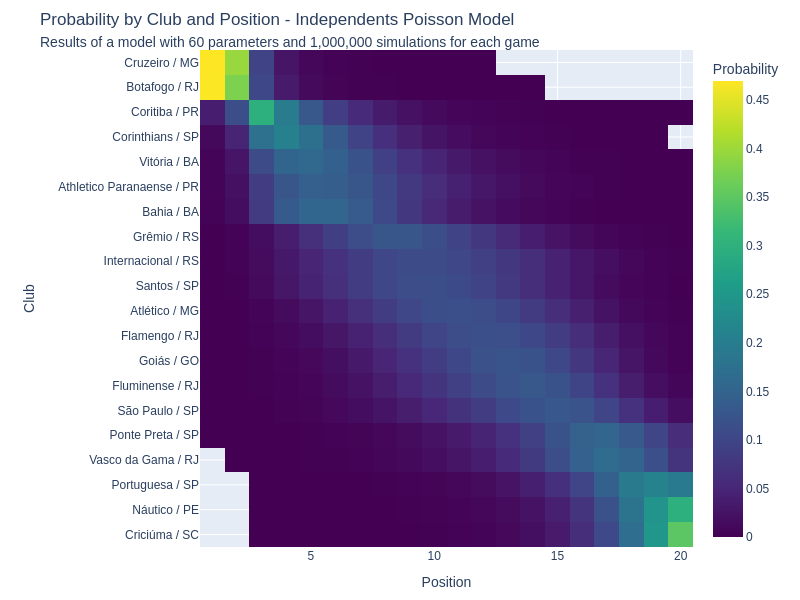 Probability by Club and Position - Independents Poisson Model
Results of a model with 60 parameters and 1,000,000 simulations for each game
Probability
Cruzeiro / MG
Botafogo / RJ
Coritiba / PR
Corinthians / SP
Vitória / BA
Athletico Paranaense / PR
Bahia / BA
Grêmio / RS
Internacional / RS
Santos / SP
Atlético / MG
Flamengo / RJ
Goiás / GO
Fluminense / RJ
São Paulo / SP
Ponte Preta / SP
Vasco da Gama / RJ
Portuguesa / SP
Náutico / PE
Criciúma / SC
Club
5
10
15
20
Position
0.45
0.4
0.35
0.3
0.25
0.2
0.15
0.1
0.05
0